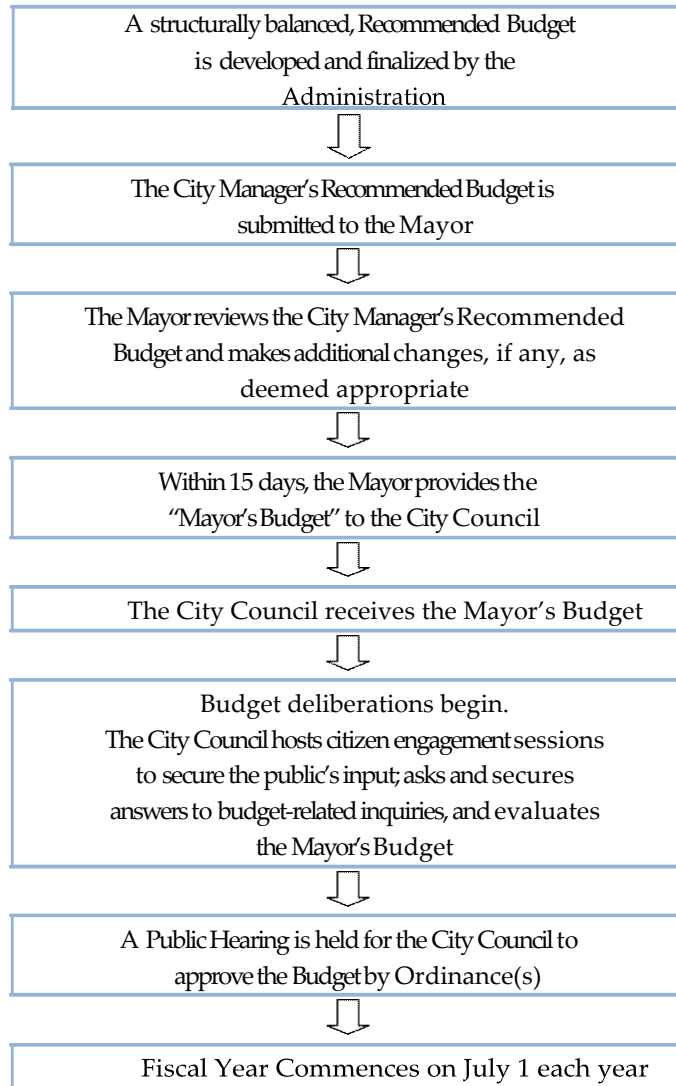 A structurally balanced, Recommended Budget
is developed and finalized by the
Administration
The City Manager’s Recommended Budget is
submitted to the Mayor
The Mayor reviews the City Manager’s Recommended
Budget and makes additional changes, if any, as
deemed appropriate
Within 15 days, the Mayor provides the
“Mayor’s Budget” to the City Council
The City Council receives the Mayor’s Budget
Budget deliberations begin.
The City Council hosts citizen engagement sessions
to secure the public’s input; asks and secures
answers to budget-related inquiries, and evaluates
the Mayor’s Budget
A Public Hearing is held for the City Council to
approve the Budget by Ordinance(s)
Fiscal Year Commences on July 1 each year